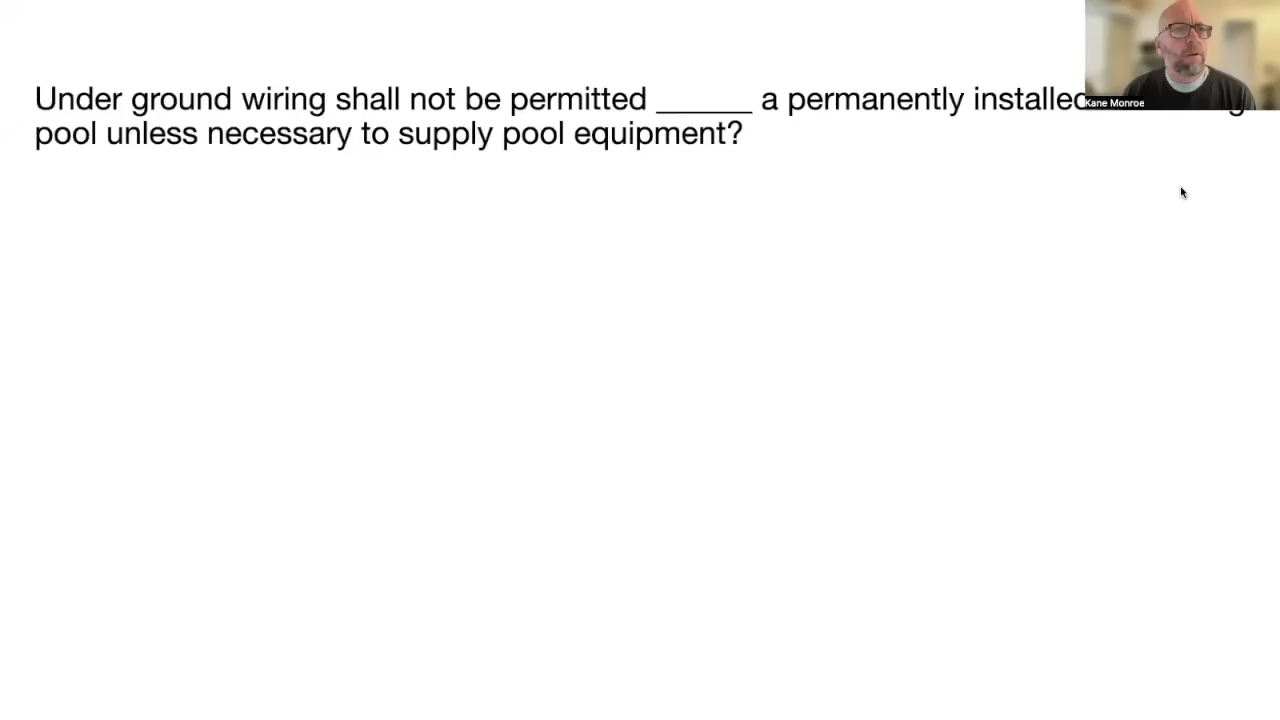 Under ground wiring shall not be permitted ______ a permanently installed
pool unless necessary to supply pool equipment?
Kane Monroe